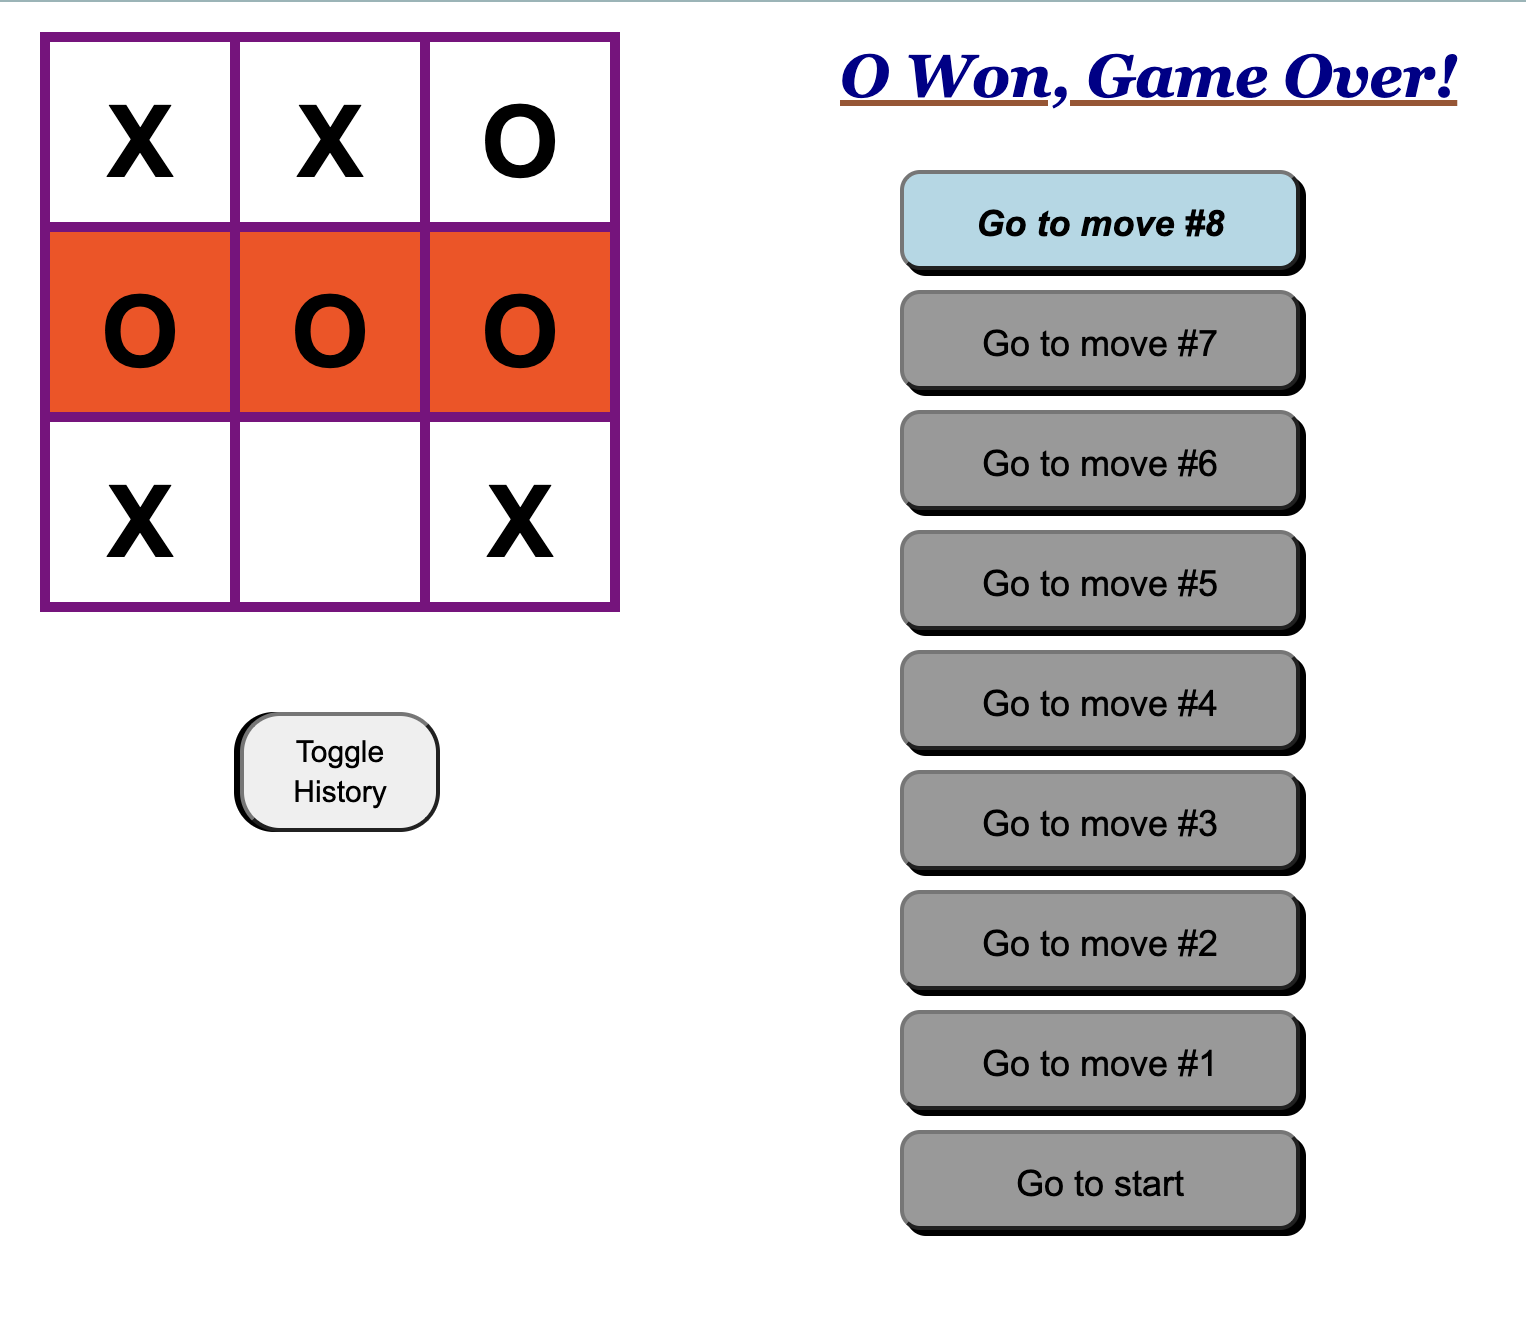 X X O
O O O
X X
Toggle
History
O Won, Game Over!
Go to move #8
Go to move #7
Go to move #6
Go to move #5
Go to move #4
Go to move #3
Go to move #2
Go to move #1
Go to start